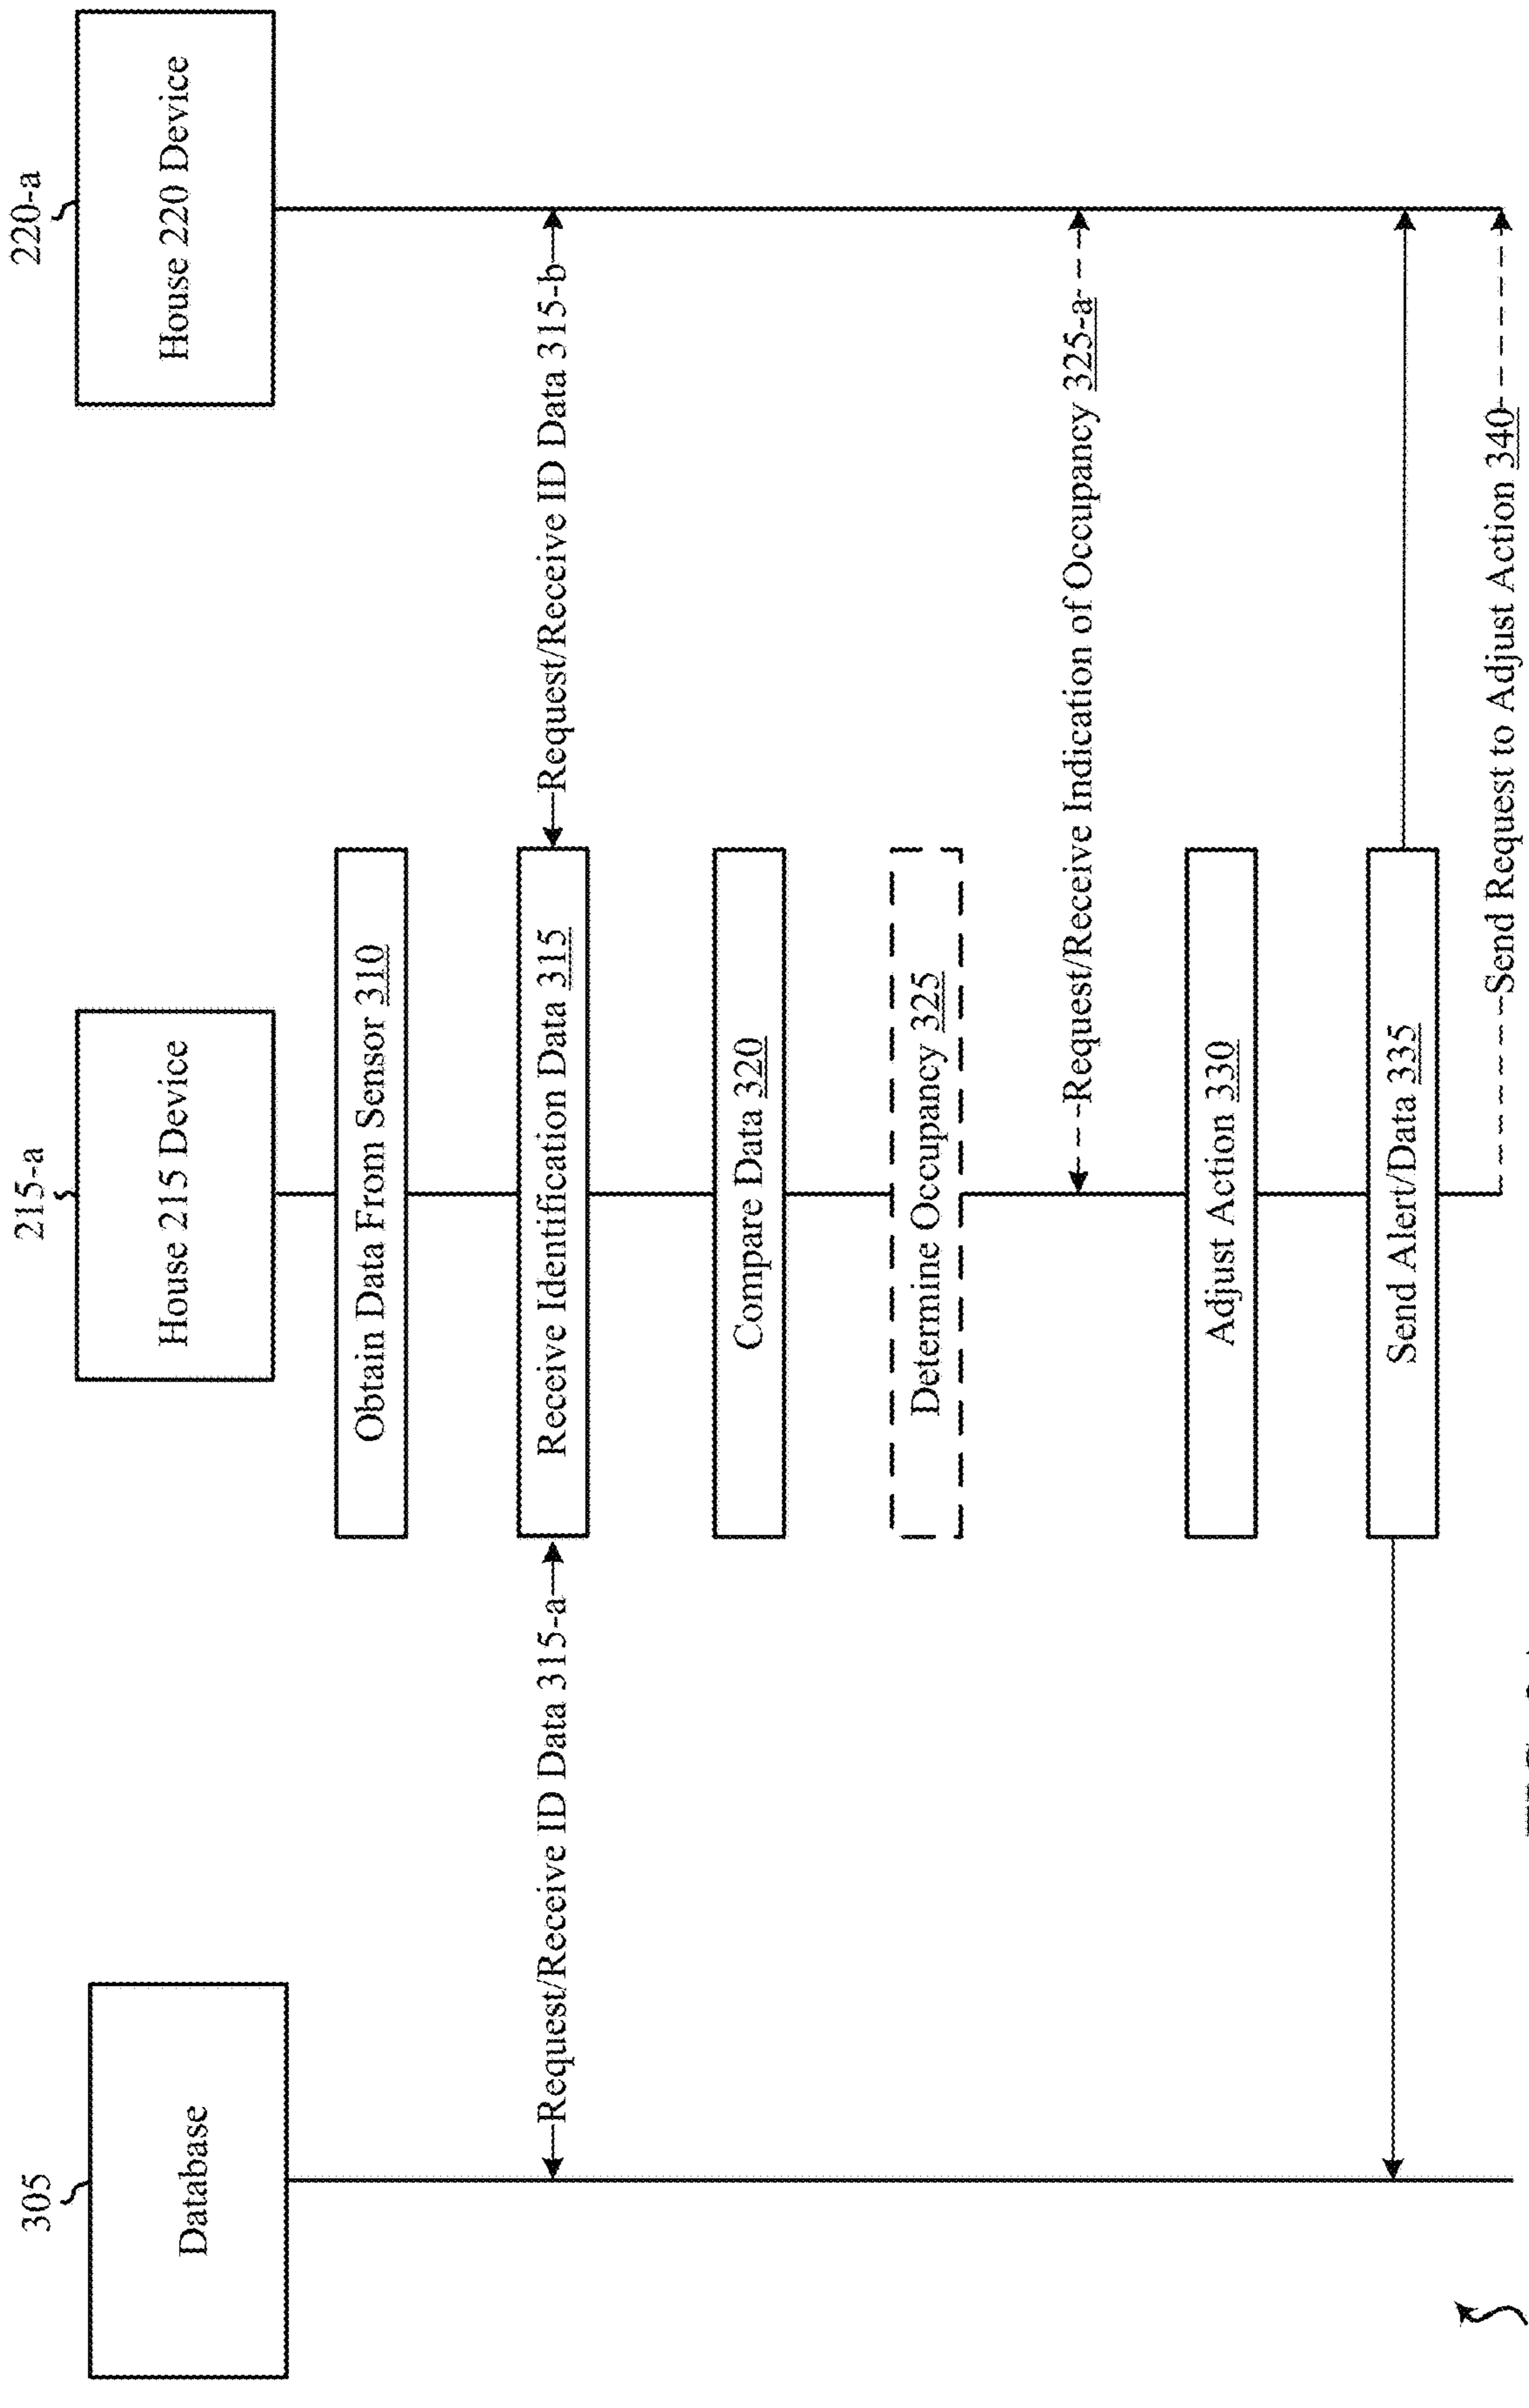 305
215-a
220-a
Database
House 215 Device
House 220 Device
Obtain Data From Sensor 310
Request/Receive ID Data 315-a
Receive Identification Data 315
Request/Receive ID Data 315-b
Compare Data 320
Determine Occupancy 325
Request/Receive Indication of Occupancy 325-a
Adjust Action 330
Send Alert/Data 335
Send Request to Adjust Action 340